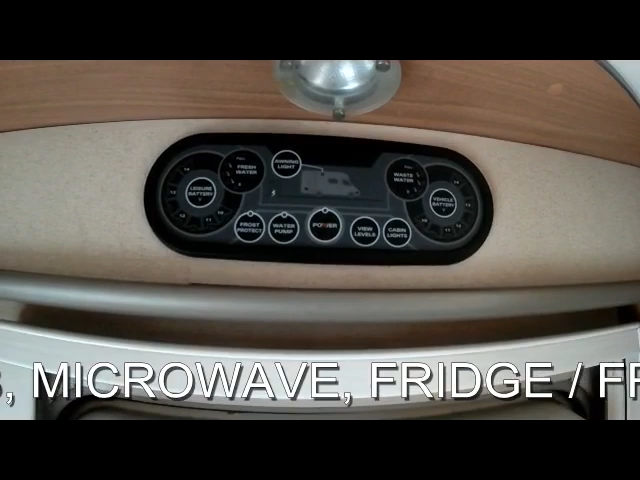 FRESH WATER
AWNING LIGHT
WASTE WATER
LEISURE BATTERY
VEHICLE BATTERY
FROST PROTECT
WATER PUMP
POWER
VIEW LEVELS
CABIN LIGHTS
, MICROWAVE, FRIDGE / FR